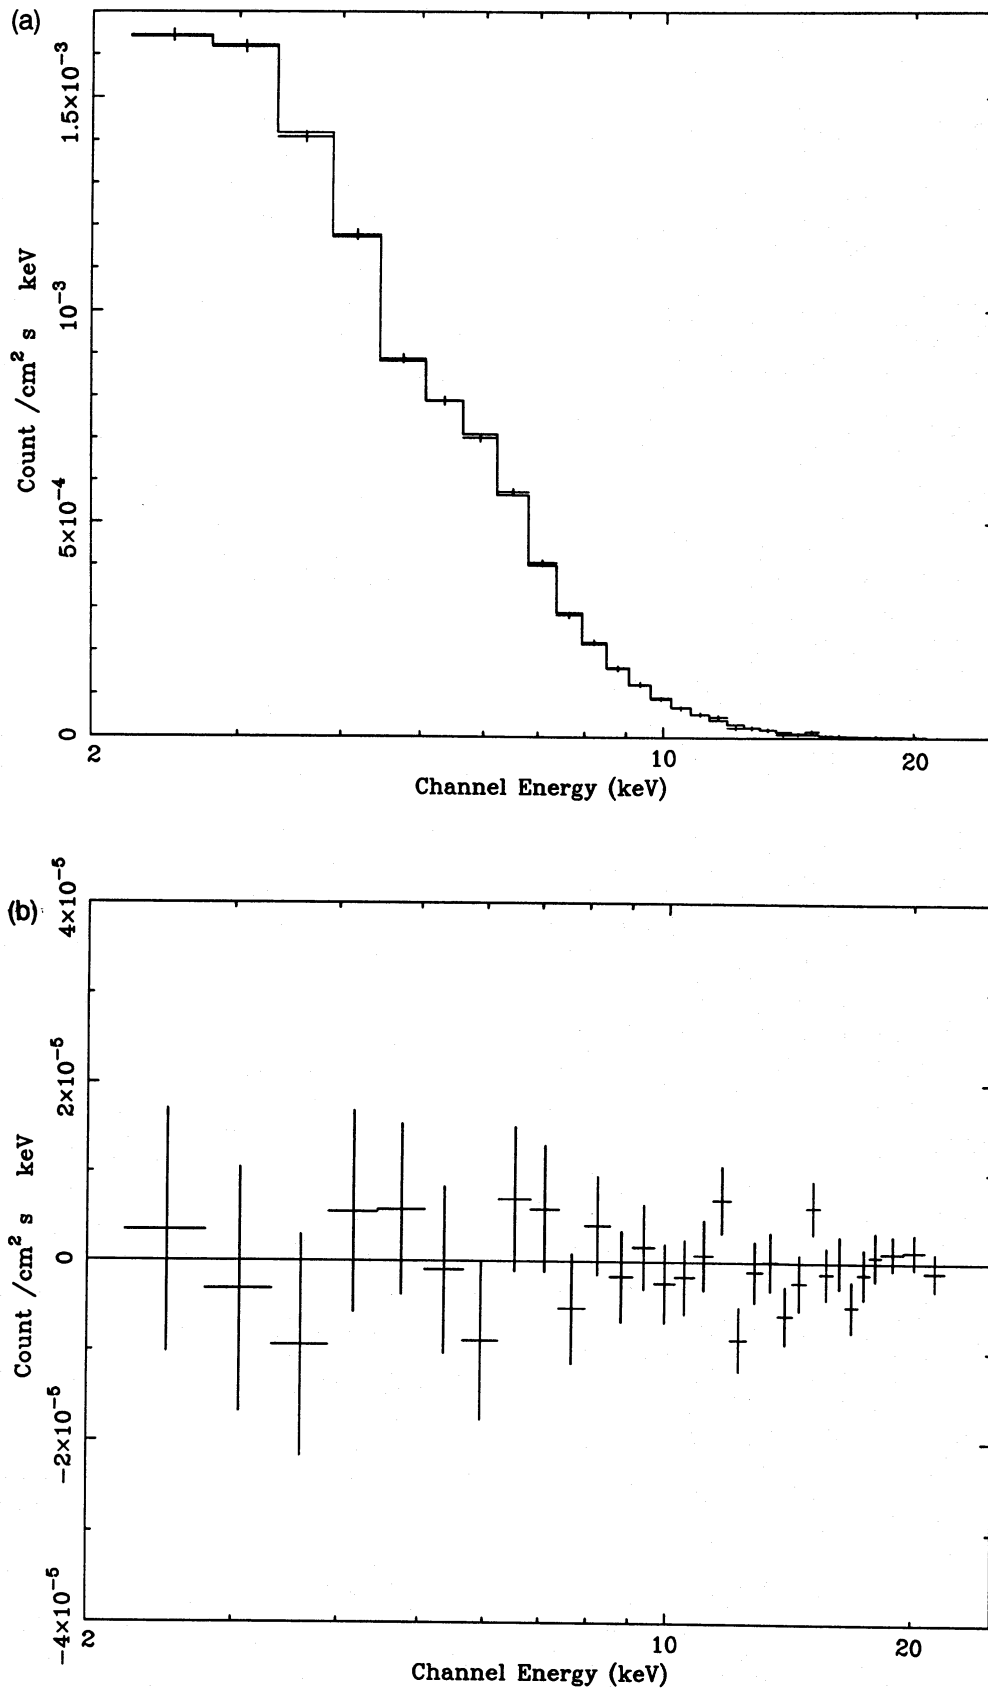 (a)
1.5×10⁻³
10⁻³
5×10⁻⁴
0
Count /cm² s keV
2
10
20
Channel Energy (keV)
(b)
4×10⁻⁵
2×10⁻⁵
0
−2×10⁻⁵
−4×10⁻⁵
Count /cm² s keV
2
10
20
Channel Energy (keV)